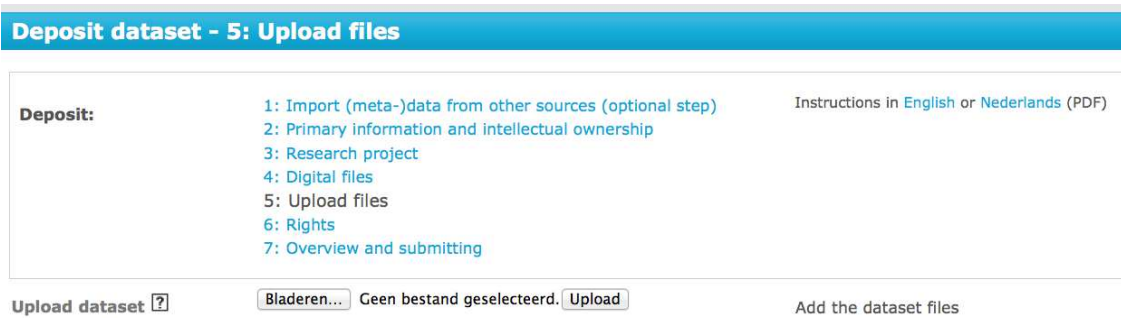 Deposit dataset - 5: Upload files
Deposit:
1: Import (meta-)data from other sources (optional step)
2: Primary information and intellectual ownership
3: Research project
4: Digital files
5: Upload files
6: Rights
7: Overview and submitting
Instructions in English or Nederlands (PDF)
Upload dataset ?
Bladeren... Geen bestand geselecteerd. Upload
Add the dataset files